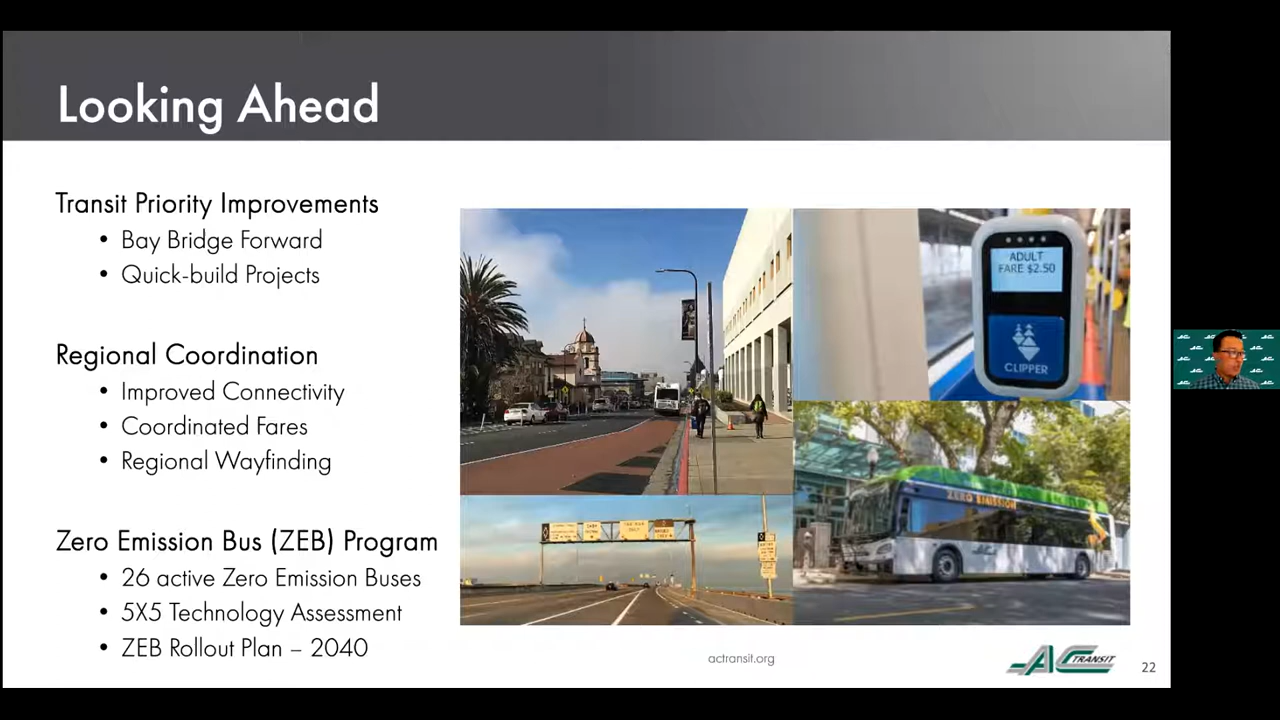 Looking Ahead
Transit Priority Improvements
• Bay Bridge Forward
• Quick-build Projects
Regional Coordination
• Improved Connectivity
• Coordinated Fares
• Regional Wayfinding
Zero Emission Bus (ZEB) Program
• 26 active Zero Emission Buses
• 5X5 Technology Assessment
• ZEB Rollout Plan – 2040
ADULT
FARE $2.50
CLIPPER
ZERO EMISSION
actransit.org
AC TRANSIT
22